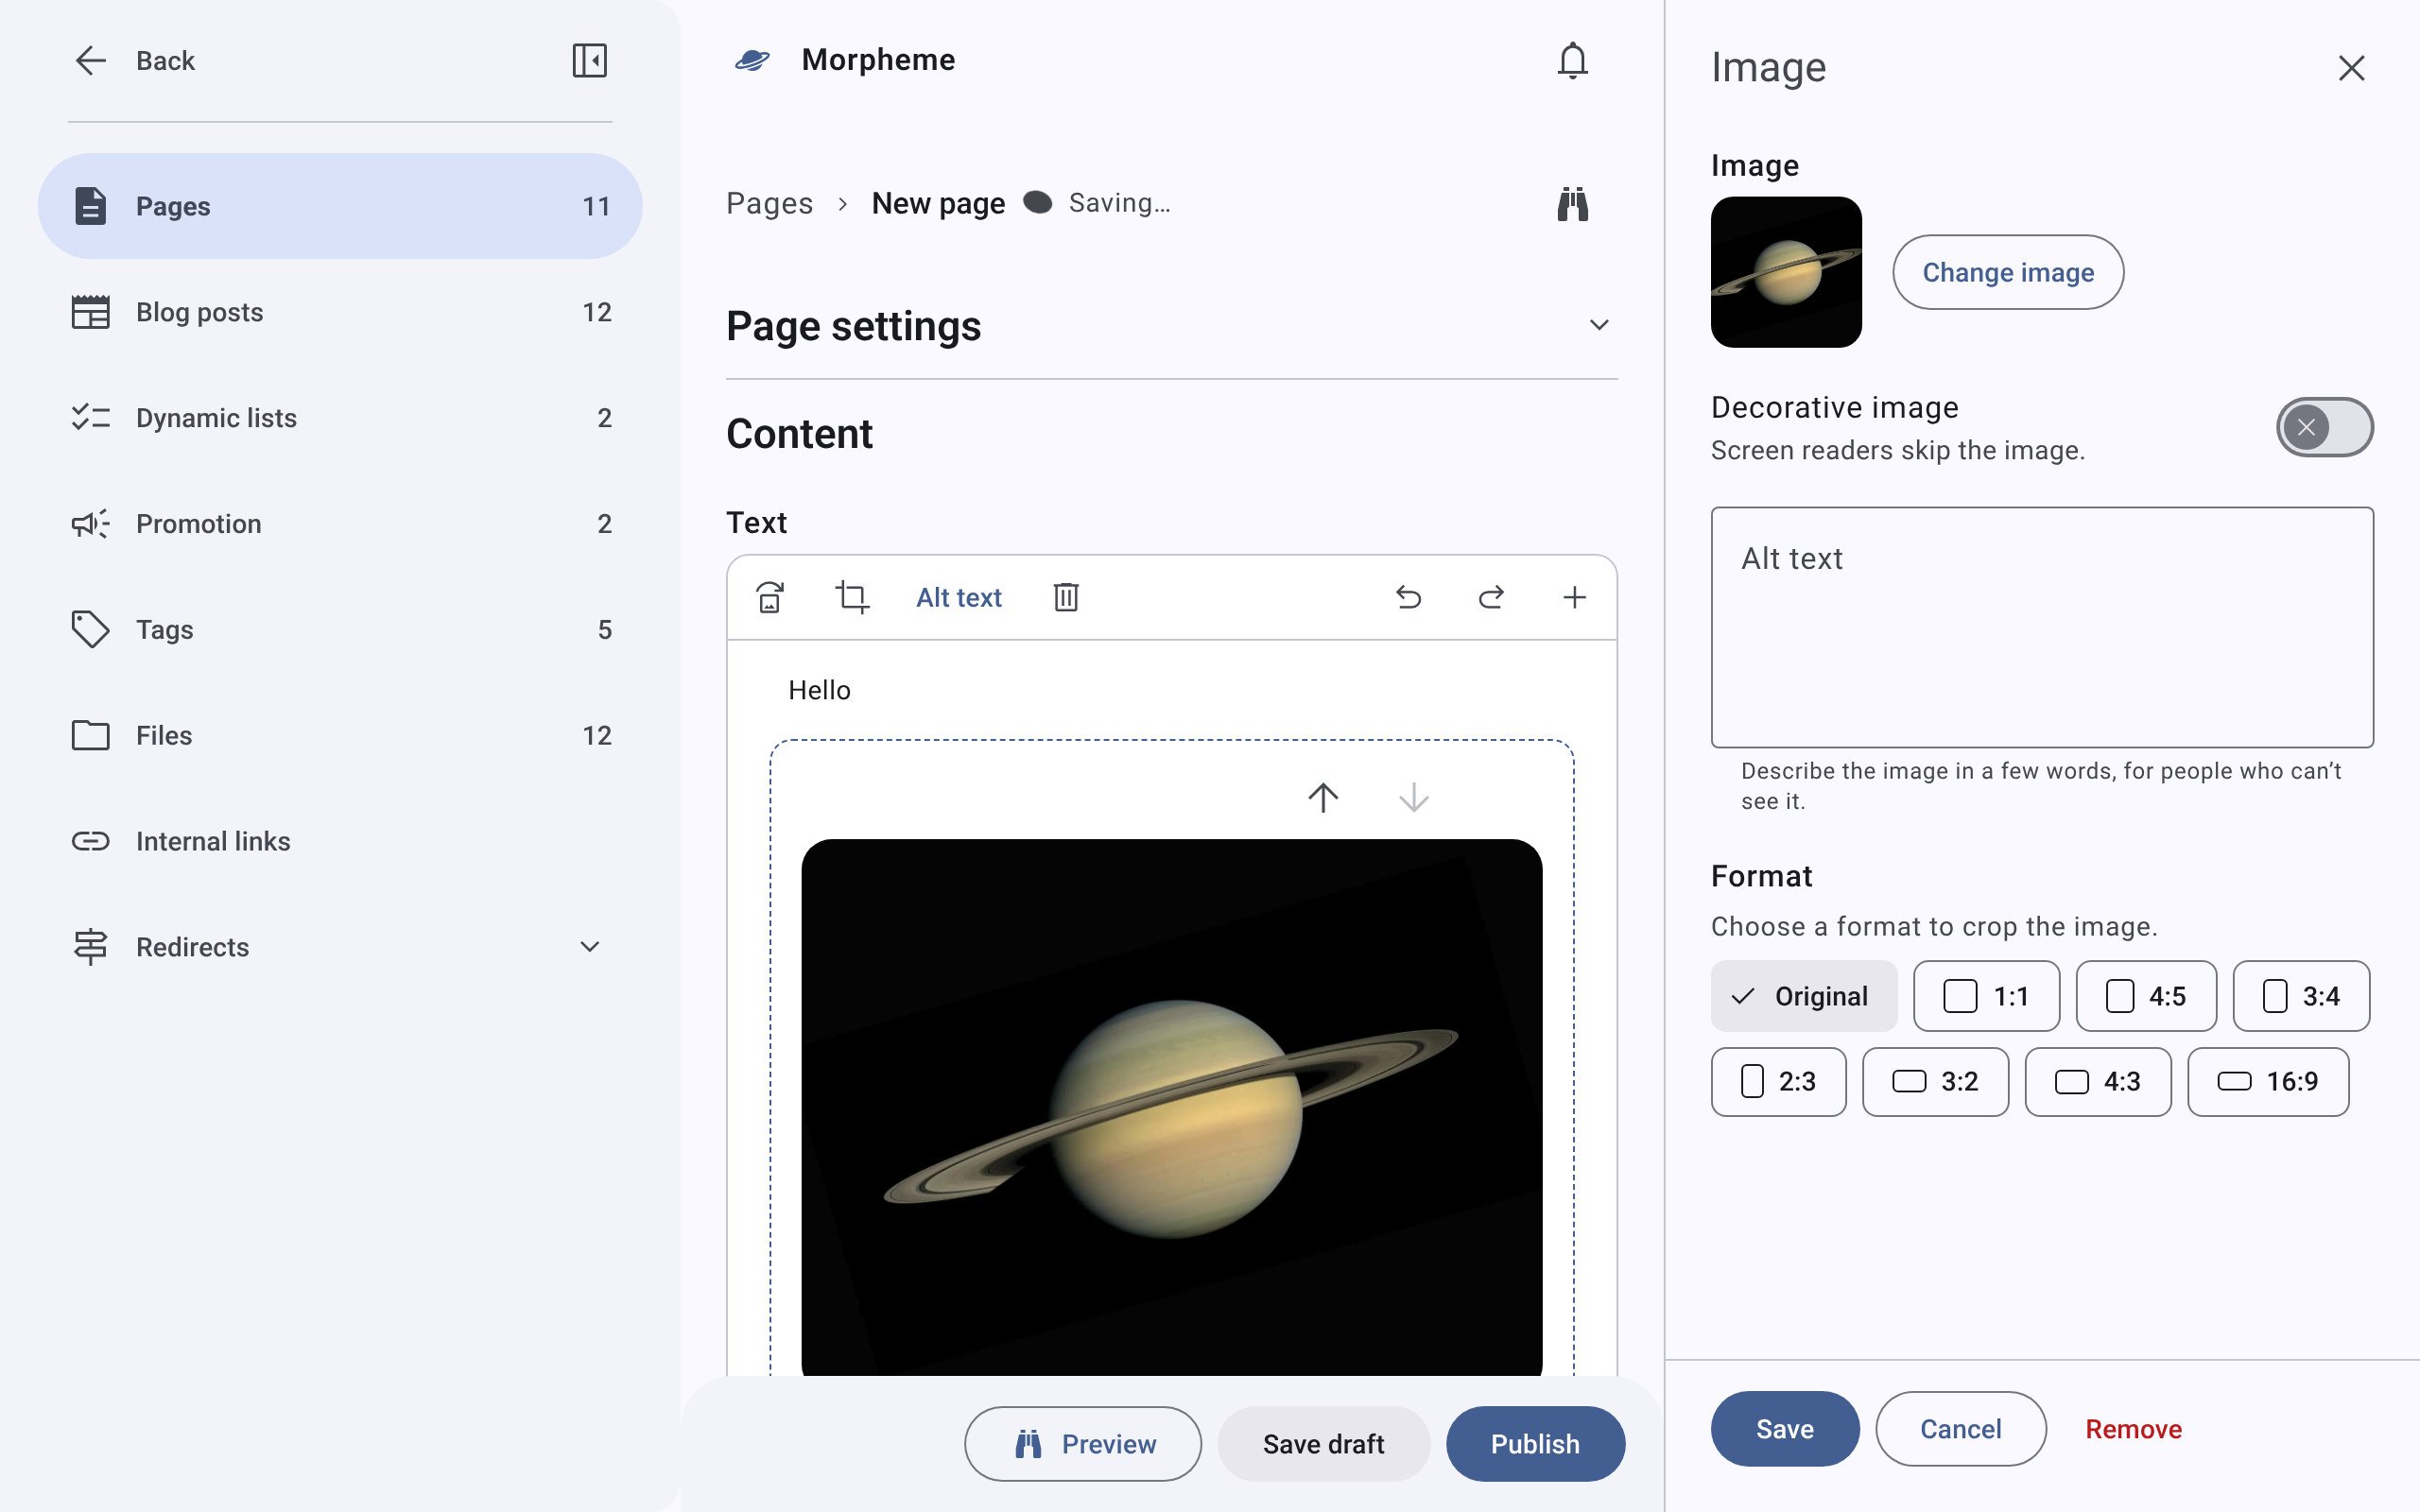 Back
Pages 11
Blog posts 12
Dynamic lists 2
Promotion 2
Tags 5
Files 12
Internal links
Redirects
Morpheme
Pages › New page Saving…
Page settings
Content
Text
Alt text
Hello
Preview
Save draft
Publish
Image
Image
Change image
Decorative image
Screen readers skip the image.
Alt text
Describe the image in a few words, for people who can’t
see it.
Format
Choose a format to crop the image.
Original 1:1 4:5 3:4
2:3 3:2 4:3 16:9
Save
Cancel
Remove